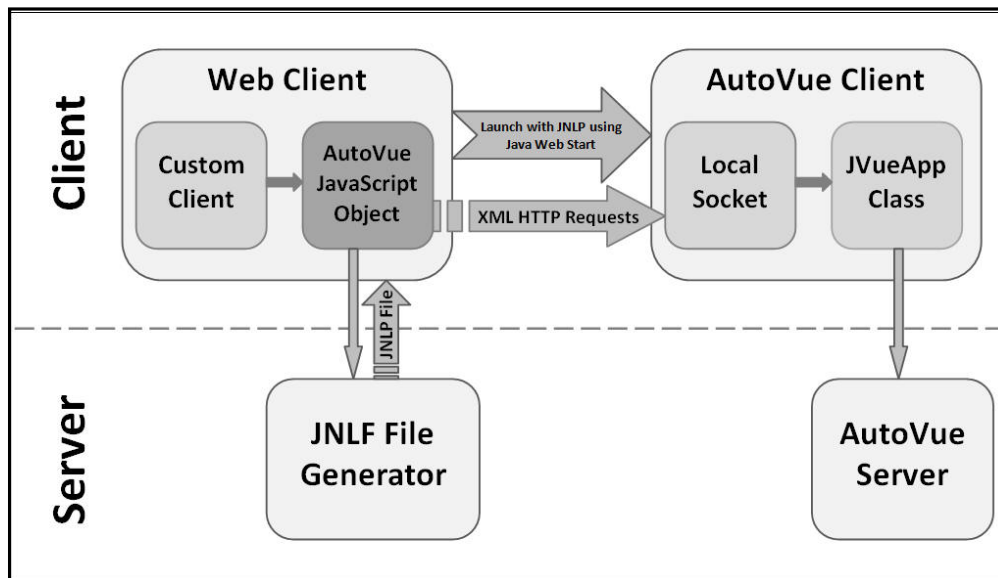 Client
Web Client
Custom
Client
AutoVue
JavaScript
Object
Launch with JNLP using
Java Web Start
XML HTTP Requests
AutoVue Client
Local
Socket
JVueApp
Class
JNLP File
Server
JNLF File
Generator
AutoVue
Server